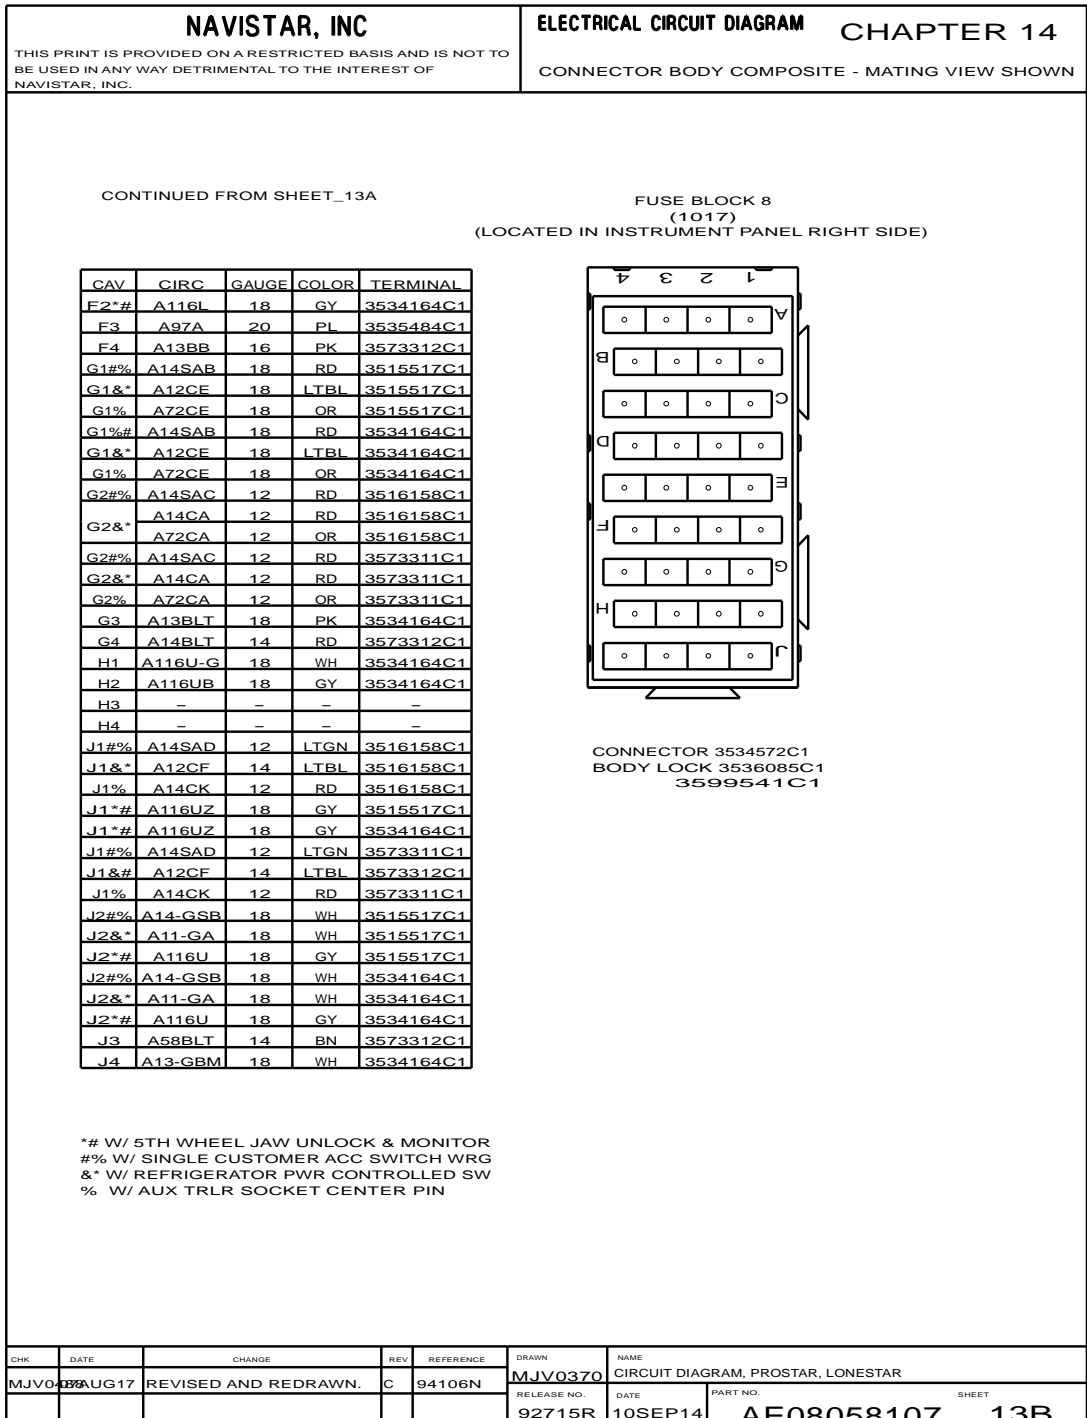 NAVISTAR, INC
THIS PRINT IS PROVIDED ON A RESTRICTED BASIS AND IS NOT TO
BE USED IN ANY WAY DETRIMENTAL TO THE INTEREST OF
NAVISTAR, INC.
ELECTRICAL CIRCUIT DIAGRAM CHAPTER 14
CONNECTOR BODY COMPOSITE - MATING VIEW SHOWN
CONTINUED FROM SHEET_13A
FUSE BLOCK 8
(1017)
(LOCATED IN INSTRUMENT PANEL RIGHT SIDE)
CAV CIRC GAUGE COLOR TERMINAL
F2*# A116L 18 GY 3534164C1
F3 A97A 20 PL 3535484C1
F4 A13BB 16 PK 3573312C1
G1#% A14SAB 18 RD 3515517C1
G1&* A12CE 18 LTBL 3515517C1
G1% A72CE 18 OR 3515517C1
G1%# A14SAB 18 RD 3534164C1
G1&* A12CE 18 LTBL 3534164C1
G1% A72CE 18 OR 3534164C1
G2#% A14SAC 12 RD 3516158C1
G2&* A14CA 12 RD 3516158C1
A72CA 12 OR 3516158C1
G2#% A14SAC 12 RD 3573311C1
G2&* A14CA 12 RD 3573311C1
G2% A72CA 12 OR 3573311C1
G3 A13BLT 18 PK 3534164C1
G4 A14BLT 14 RD 3573312C1
H1 A116U-G 18 WH 3534164C1
H2 A116UB 18 GY 3534164C1
H3 – – – –
H4 – – – –
J1#% A14SAD 12 LTGN 3516158C1
J1&* A12CF 14 LTBL 3516158C1
J1% A14CK 12 RD 3516158C1
J1*# A116UZ 18 GY 3515517C1
J1*# A116UZ 18 GY 3534164C1
J1#% A14SAD 12 LTGN 3573311C1
J1&# A12CF 14 LTBL 3573312C1
J1% A14CK 12 RD 3573311C1
J2#% A14-GSB 18 WH 3515517C1
J2&* A11-GA 18 WH 3515517C1
J2*# A116U 18 GY 3515517C1
J2#% A14-GSB 18 WH 3534164C1
J2&* A11-GA 18 WH 3534164C1
J2*# A116U 18 GY 3534164C1
J3 A58BLT 14 BN 3573312C1
J4 A13-GBM 18 WH 3534164C1
4 3 2 1
A
B
C
D
E
F
G
H
J
CONNECTOR 3534572C1
BODY LOCK 3536085C1
3599541C1
*# W/ 5TH WHEEL JAW UNLOCK & MONITOR
#% W/ SINGLE CUSTOMER ACC SWITCH WRG
&* W/ REFRIGERATOR PWR CONTROLLED SW
% W/ AUX TRLR SOCKET CENTER PIN
CHK DATE CHANGE REV REFERENCE
AUG17 REVISED AND REDRAWN. C 94106N
DRAWN NAME
MJV0370 CIRCUIT DIAGRAM, PROSTAR, LONESTAR
RELEASE NO. DATE PART NO. SHEET
92715R 10SEP14 AE08058107 13B